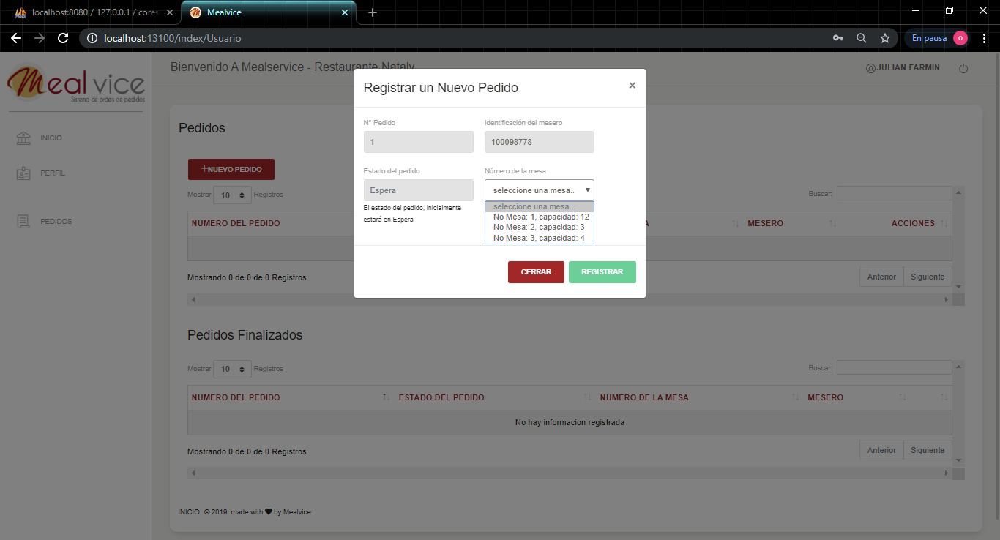 localhost:8080 / 127.0.0.1 / cores
Mealvice
localhost:13100/index/Usuario
En pausa
o
Mealvice
Sistema de orden de pedidos
Bienvenido A Mealservice - Restaurante Nataly
JULIAN FARMIN
INICIO
PERFIL
PEDIDOS
Pedidos
+NUEVO PEDIDO
Mostrar 10 Registros
Buscar:
NUMERO DEL PEDIDO
A
MESERO
ACCIONES
Mostrando 0 de 0 de 0 Registros
Anterior Siguiente
Registrar un Nuevo Pedido
×
N° Pedido
1
Identificación del mesero
100098778
Estado del pedido
Espera
El estado del pedido, inicialmente
estará en Espera
Número de la mesa
seleccione una mesa..
seleccione una mesa...
No Mesa: 1, capacidad: 12
No Mesa: 2, capacidad: 3
No Mesa: 3, capacidad: 4
CERRAR
REGISTRAR
Pedidos Finalizados
Mostrar 10 Registros
Buscar:
NUMERO DEL PEDIDO
ESTADO DEL PEDIDO
NUMERO DE LA MESA
MESERO
No hay informacion registrada
Mostrando 0 de 0 de 0 Registros
Anterior Siguiente
INICIO © 2019, made with ♥ by Mealvice